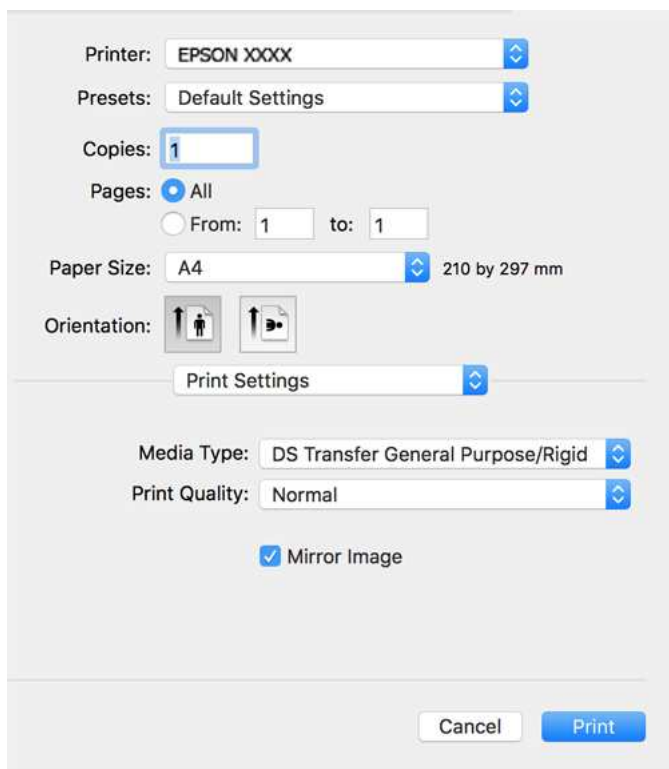 Printer: EPSON XXXX
Presets: Default Settings
Copies: 1
Pages: All
From: 1 to: 1
Paper Size: A4 210 by 297 mm
Orientation:
Print Settings
Media Type: DS Transfer General Purpose/Rigid
Print Quality: Normal
Mirror Image
Cancel Print